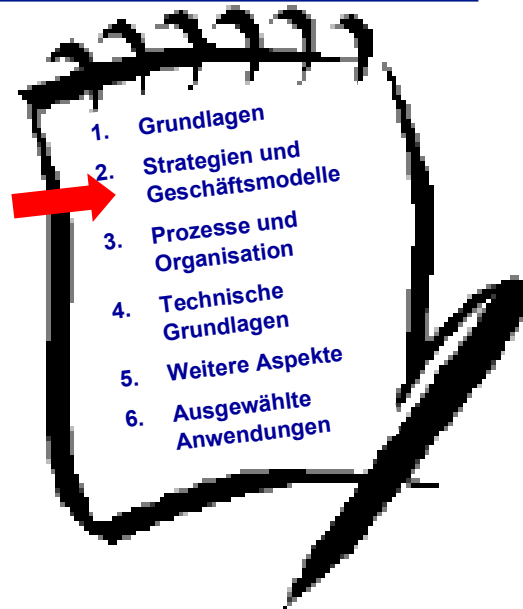 1. Grundlagen
2. Strategien und
Geschäftsmodelle
3. Prozesse und
Organisation
4. Technische
Grundlagen
5. Weitere Aspekte
6. Ausgewählte
Anwendungen